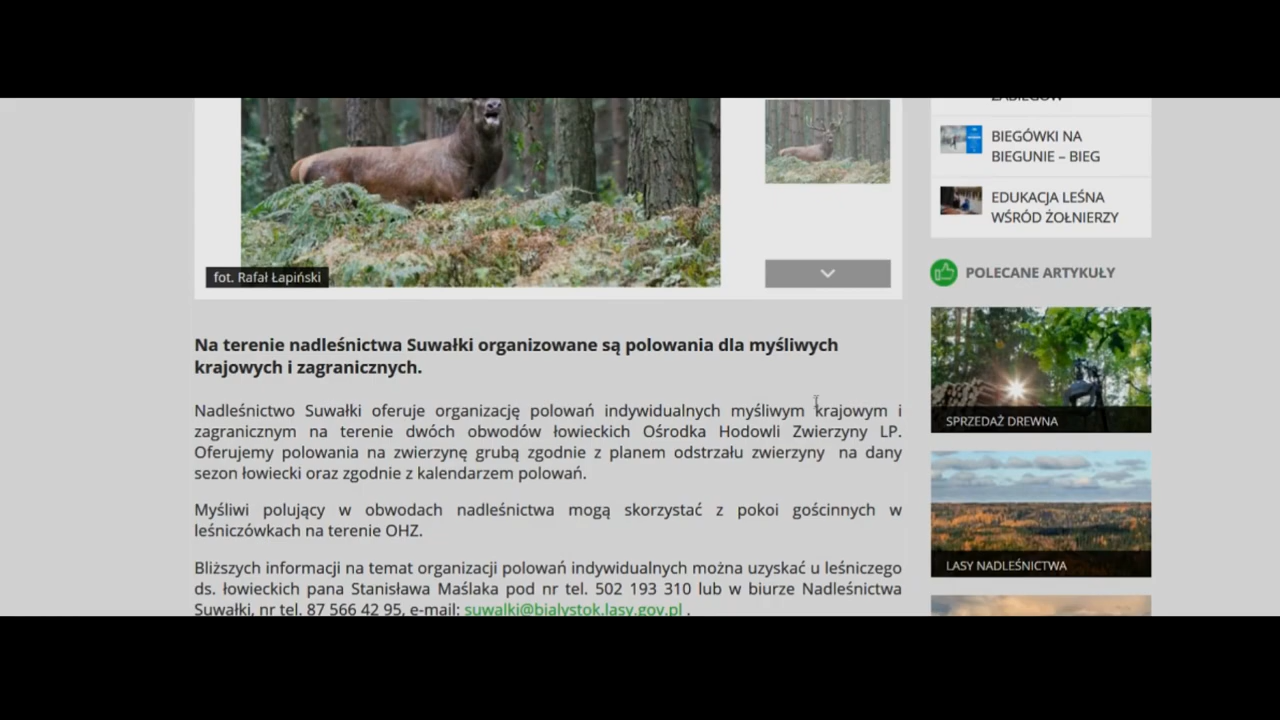 fot. Rafał Łapiński
Na terenie nadleśnictwa Suwałki organizowane są polowania dla myśliwych
krajowych i zagranicznych.
Nadleśnictwo Suwałki oferuje organizację polowań indywidualnych myśliwym krajowym i
zagranicznym na terenie dwóch obwodów łowieckich Ośrodka Hodowli Zwierzyny LP.
Oferujemy polowania na zwierzynę grubą zgodnie z planem odstrzału zwierzyny na dany
sezon łowiecki oraz zgodnie z kalendarzem polowań.
Myśliwi polujący w obwodach nadleśnictwa mogą skorzystać z pokoi gościnnych w
leśniczówkach na terenie OHZ.
Bliższych informacji na temat organizacji polowań indywidualnych można uzyskać u leśniczego
ds. łowieckich pana Stanisława Maślaka pod nr tel. 502 193 310 lub w biurze Nadleśnictwa
Suwałki, nr tel. 87 566 42 95, e-mail: suwalki@bialystok.lasy.gov.pl .
BIEGÓWKI NA
BIEGUNIE – BIEG
EDUKACJA LEŚNA
WŚRÓD ŻOŁNIERZY
POLECANE ARTYKUŁY
SPRZEDAŻ DREWNA
LASY NADLEŚNICTWA